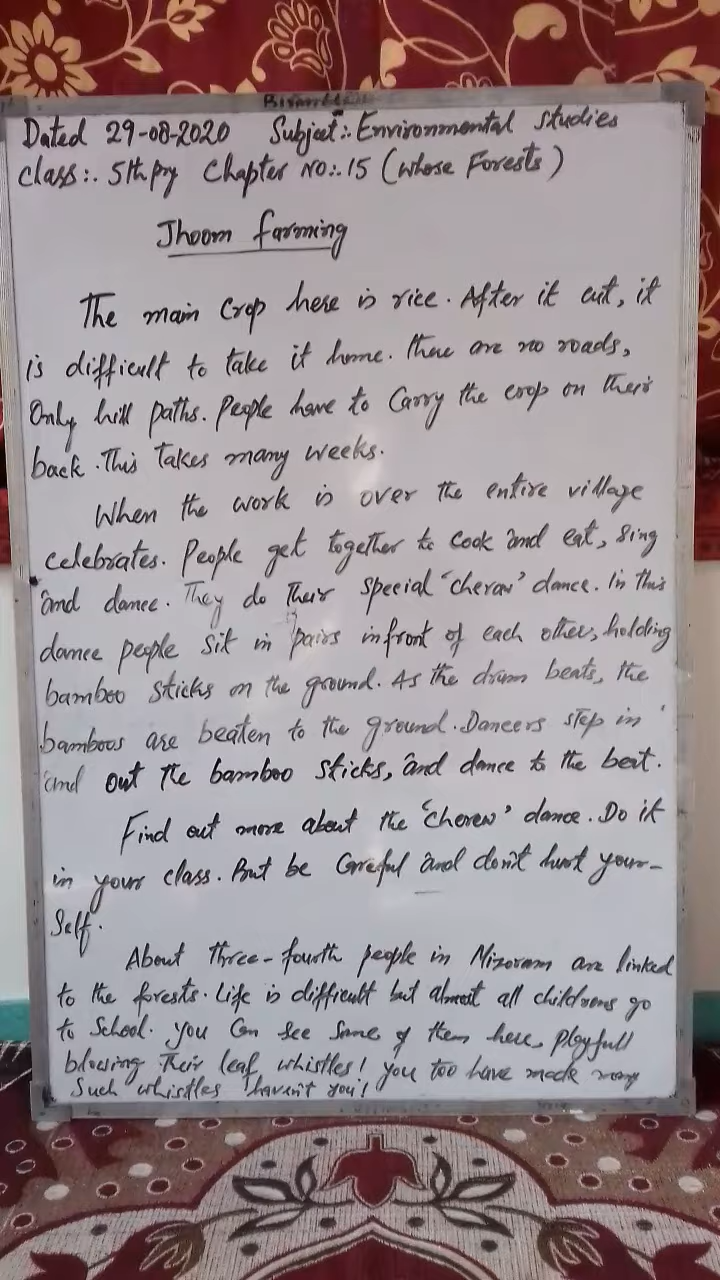 Dated 29-08-2020 Subject:. Environmental studies
Class:. 5th pry Chapter No:. 15 (Whose Forests)
Jhoom farming
The main crop here is rice. After it cut, it
is difficult to take it home. there are no roads,
Only hill paths. People have to Carry the crop on their
back. This takes many weeks.
When the work is over the entire village
celebrates. People get together to cook and eat, sing
and dance. They do their special 'cheraw' dance. In this
dance people sit in pairs infront of each other, holding
bamboo sticks on the ground. As the drum beats, the
bamboos are beaten to the ground. Dancers step in
and out the bamboo sticks, and dance to the beat.
Find out more about the 'cherew' dance. Do it
in your class. But be Careful and don't hurt your-
Self.
About Three-fourth people in Mizoram are linked
to the forests. Life is difficult but almost all childrens go
to School. you Can see Some of them here, Playfull
blowing Their leaf whistles! you too have made many
Such whistles haven't you!